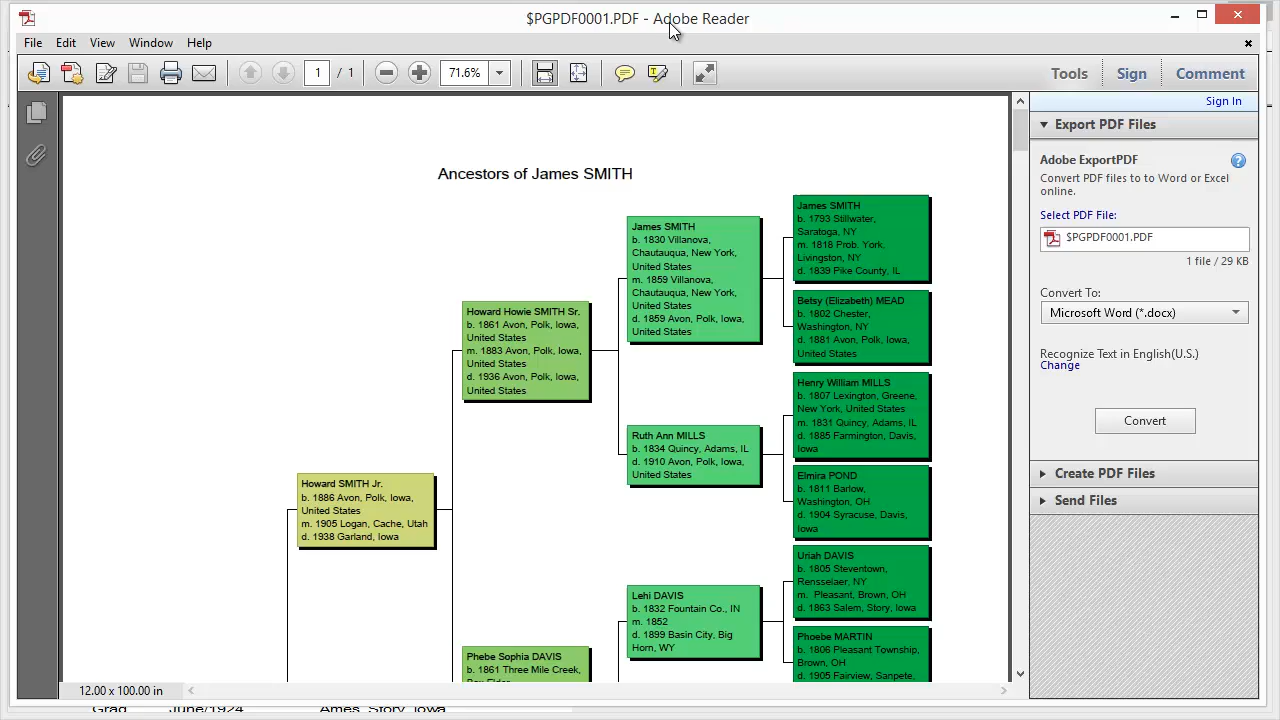 $PGPDF0001.PDF - Adobe Reader
File Edit View Window Help
1 / 1 71.6% Tools Sign Comment
Sign In
Export PDF Files
Adobe ExportPDF
Convert PDF files to to Word or Excel
online.
Select PDF File:
$PGPDF0001.PDF
1 file / 29 KB
Convert To:
Microsoft Word (*.docx)
Recognize Text in English(U.S.)
Change
Convert
Create PDF Files
Send Files
Ancestors of James SMITH
Howard SMITH Jr.
b. 1886 Avon, Polk, Iowa,
United States
m. 1905 Logan, Cache, Utah
d. 1938 Garland, Iowa
Howard Howie SMITH Sr.
b. 1861 Avon, Polk, Iowa,
United States
m. 1883 Avon, Polk, Iowa,
United States
d. 1936 Avon, Polk, Iowa,
United States
Phebe Sophia DAVIS
b. 1861 Three Mile Creek,
Box Elder
James SMITH
b. 1830 Villanova,
Chautauqua, New York,
United States
m. 1859 Villanova,
Chautauqua, New York,
United States
d. 1859 Avon, Polk, Iowa,
United States
Ruth Ann MILLS
b. 1834 Quincy, Adams, IL
d. 1910 Avon, Polk, Iowa,
United States
Lehi DAVIS
b. 1832 Fountain Co., IN
m. 1852
d. 1899 Basin City, Big
Horn, WY
James SMITH
b. 1793 Stillwater,
Saratoga, NY
m. 1818 Prob. York,
Livingston, NY
d. 1839 Pike County, IL
Betsy (Elizabeth) MEAD
b. 1802 Chester,
Washington, NY
d. 1881 Avon, Polk, Iowa,
United States
Henry William MILLS
b. 1807 Lexington, Greene,
New York, United States
m. 1831 Quincy, Adams, IL
d. 1885 Farmington, Davis,
Iowa
Elmira POND
b. 1811 Barlow,
Washington, OH
d. 1904 Syracuse, Davis,
Iowa
Uriah DAVIS
b. 1805 Steventown,
Rensselaer, NY
m. Pleasant, Brown, OH
d. 1863 Salem, Story, Iowa
Phoebe MARTIN
b. 1806 Pleasant Township,
Brown, OH
d. 1905 Fairview, Sanpete,
12.00 x 100.00 in
Grad June/1924 Ames Story Iowa